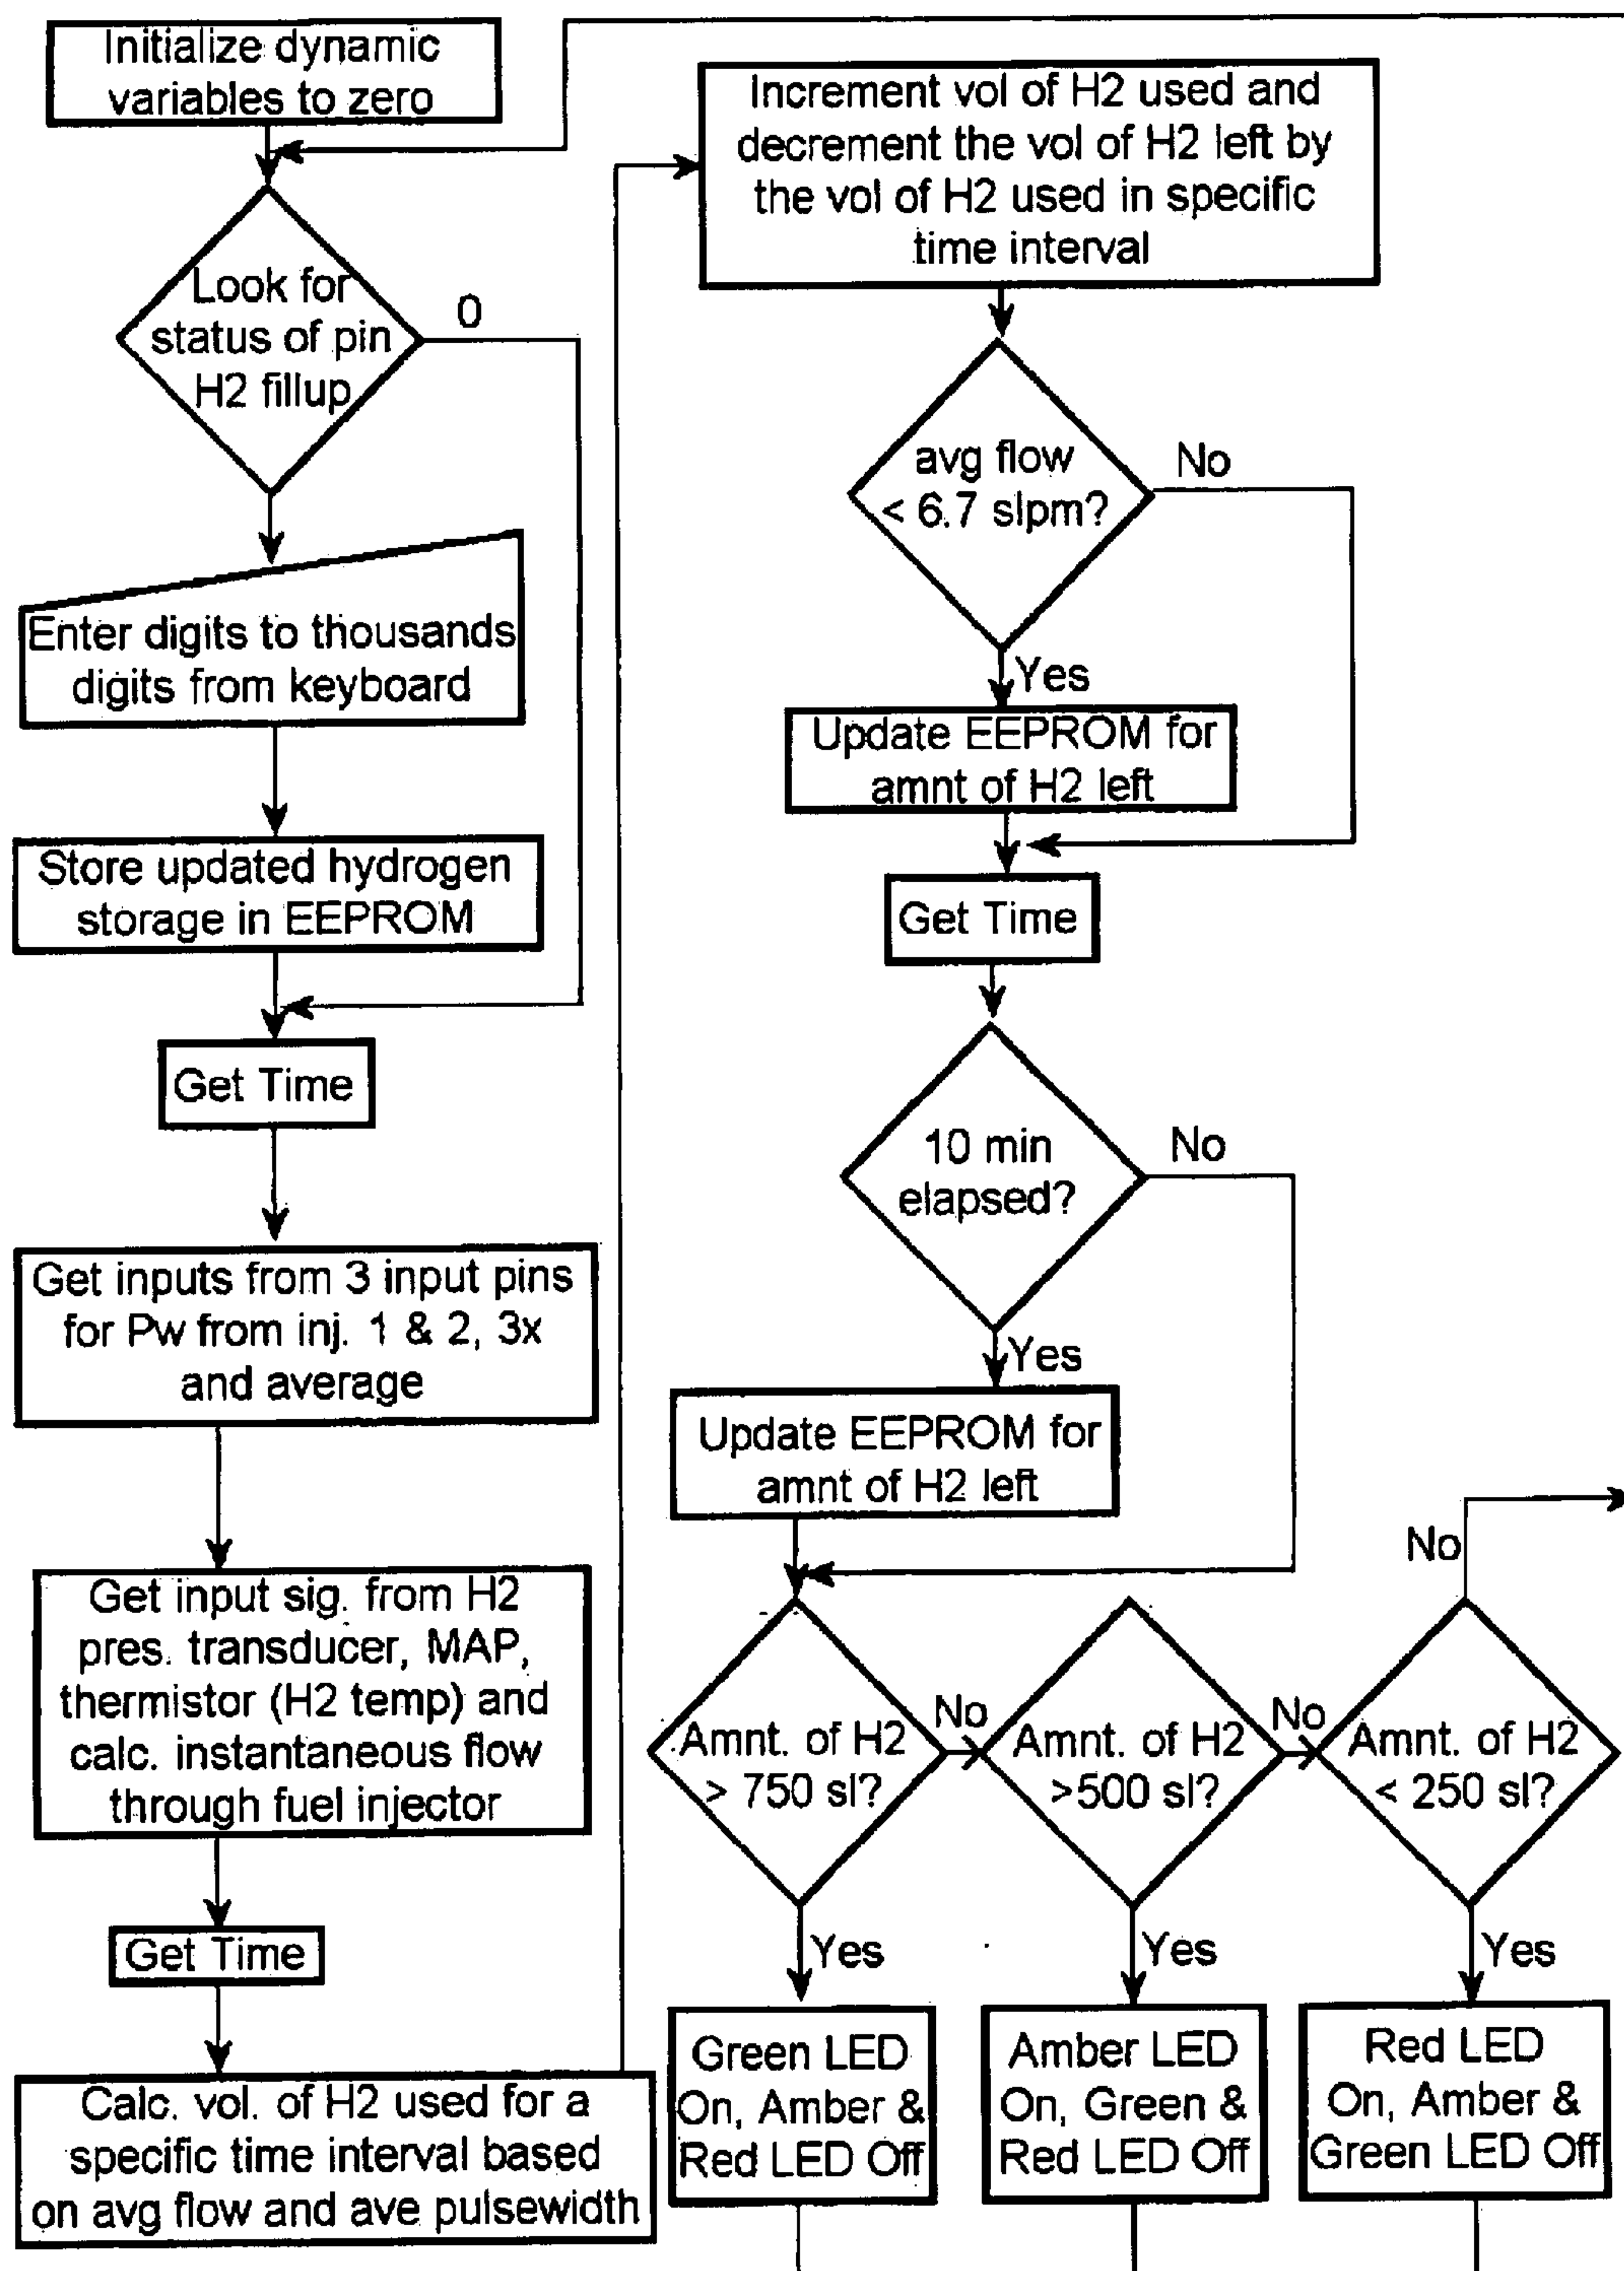 Initialize dynamic
variables to zero
Look for
status of pin
H2 fillup
0
Enter digits to thousands
digits from keyboard
Store updated hydrogen
storage in EEPROM
Get Time
Get inputs from 3 input pins
for Pw from inj. 1 & 2, 3x
and average
Get input sig. from H2
pres. transducer, MAP,
thermistor (H2 temp) and
calc. instantaneous flow
through fuel injector
Get Time
Calc. vol. of H2 used for a
specific time interval based
on avg flow and ave pulsewidth
Increment vol of H2 used and
decrement the vol of H2 left by
the vol of H2 used in specific
time interval
avg flow
< 6.7 slpm?
No
Yes
Update EEPROM for
amnt of H2 left
Get Time
10 min
elapsed?
No
Yes
Update EEPROM for
amnt of H2 left
Amnt. of H2
> 750 sl?
No
Yes
Green LED
On, Amber &
Red LED Off
Amnt. of H2
>500 sl?
No
Yes
Amber LED
On, Green &
Red LED Off
Amnt. of H2
< 250 sl?
No
Yes
Red LED
On, Amber &
Green LED Off